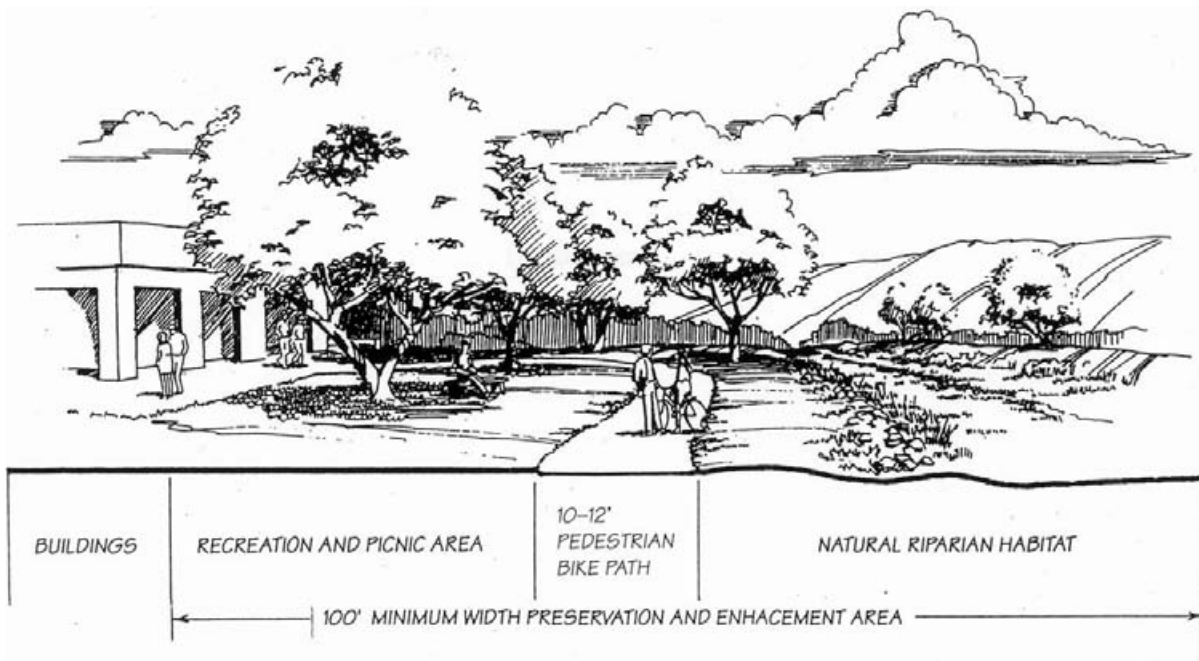 BUILDINGS
RECREATION AND PICNIC AREA
10-12'
PEDESTRIAN
BIKE PATH
NATURAL RIPARIAN HABITAT
100' MINIMUM WIDTH PRESERVATION AND ENHACEMENT AREA